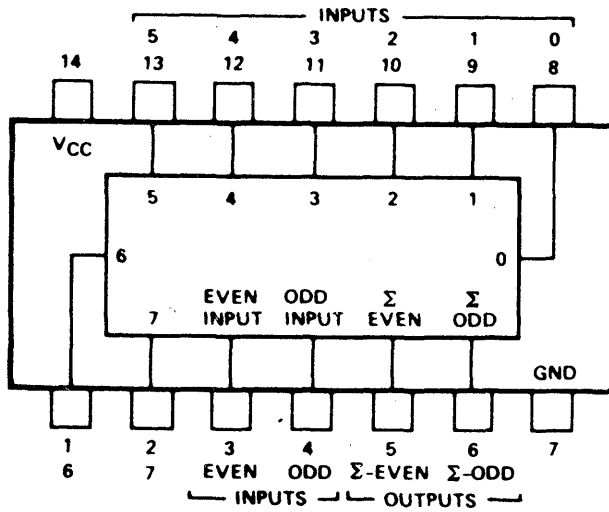 INPUTS
5 4 3 2 1 0
14 13 12 11 10 9 8
VCC
5 4 3 2 1
6 0
EVEN ODD Σ Σ
7 INPUT INPUT EVEN ODD
GND
1 2 3 4 5 6 7
6 7 EVEN ODD Σ-EVEN Σ-ODD
INPUTS OUTPUTS